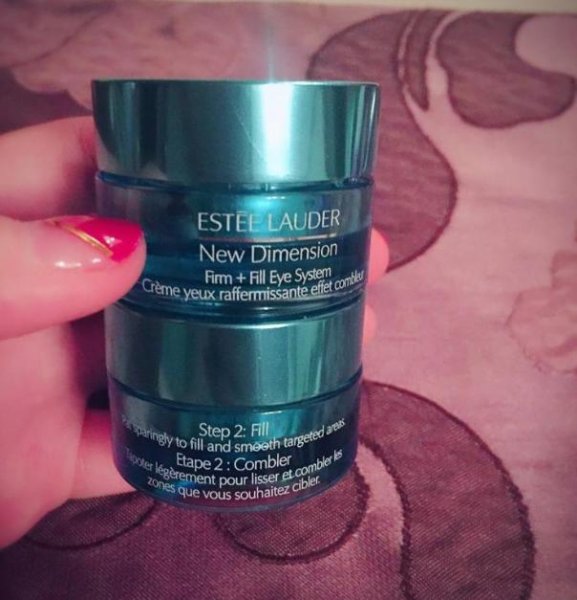 ESTĒE LAUDER
New Dimension
Firm + Fill Eye System
Crème yeux raffermissante effet combleur
Step 2: Fill
sparingly to fill and smooth targeted areas.
Etape 2 : Combler
Tapoter légèrement pour lisser et combler les
zones que vous souhaitez cibler.